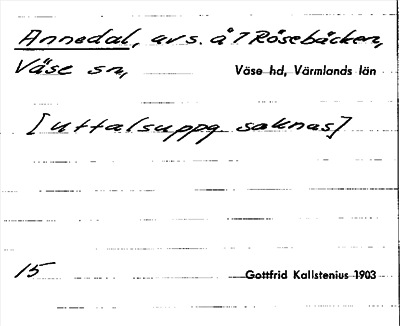 Annedal, avs. å 7 Rösebäcken,
Väse sn, Väse hd, Värmlands län
[uttalsuppg saknas]
15 Gottfrid Kallstenius 1903